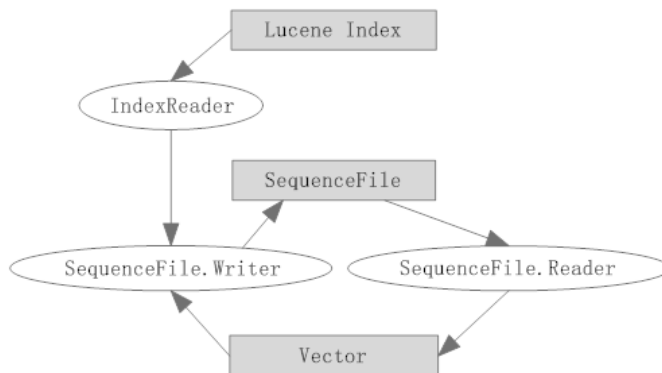 Lucene Index
IndexReader
SequenceFile
SequenceFile.Writer
SequenceFile.Reader
Vector